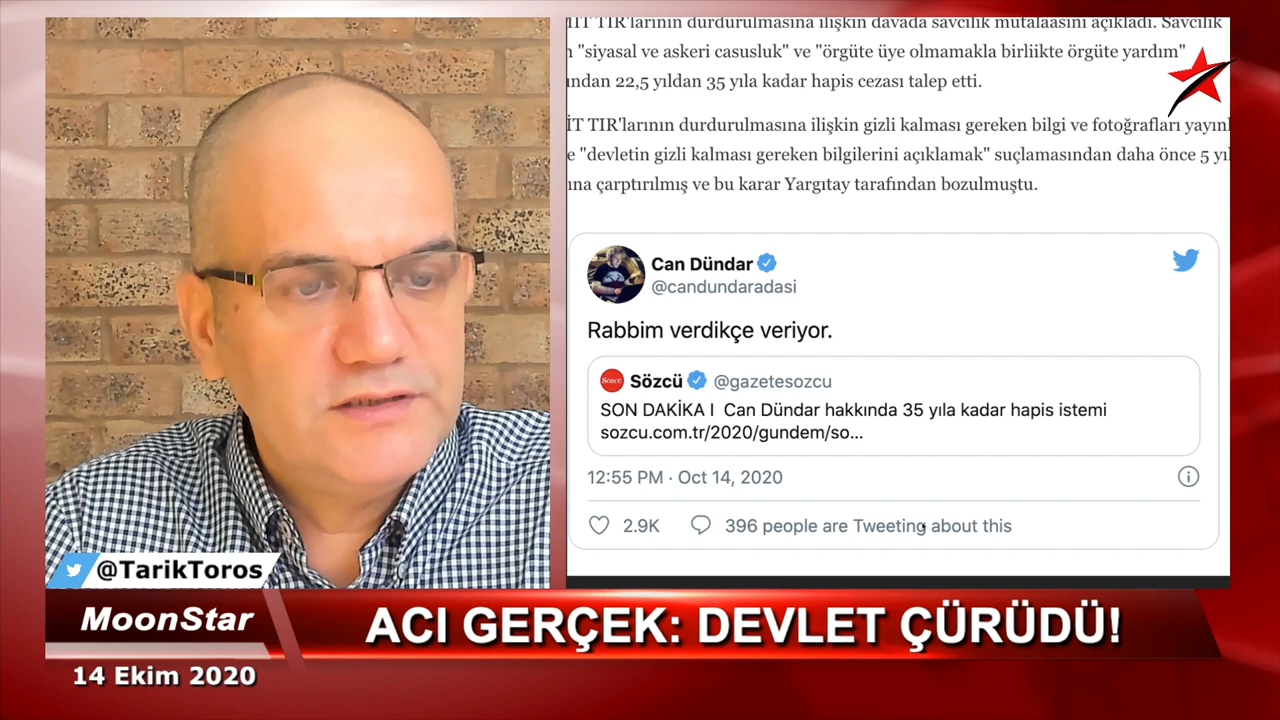 MİT TIR'larının durdurulmasına ilişkin davada savcılık mütalaasını açıkladı. Savcılık
"siyasal ve askeri casusluk" ve "örgüte üye olmamakla birliikte örgüte yardım"
22,5 yıldan 35 yıla kadar hapis cezası talep etti.
TIR'larının durdurulmasına ilişkin gizli kalması gereken bilgi ve fotoğrafları
"devletin gizli kalması gereken bilgilerini açıklamak" suçlamasından daha önce 5
çarptırılmış ve bu karar Yargıtay tarafından bozulmuştu.
Can Dündar
@candundaradasi
Rabbim verdikçe veriyor.
SÖZCÜ Sözcü @gazetesozcu
SON DAKİKA I Can Dündar hakkında 35 yıla kadar hapis istemi
sozcu.com.tr/2020/gundem/so...
12:55 PM · Oct 14, 2020
2.9K 396 people are Tweeting about this
@TarikToros
MoonStar
ACI GERÇEK: DEVLET ÇÜRÜDÜ!
14 Ekim 2020